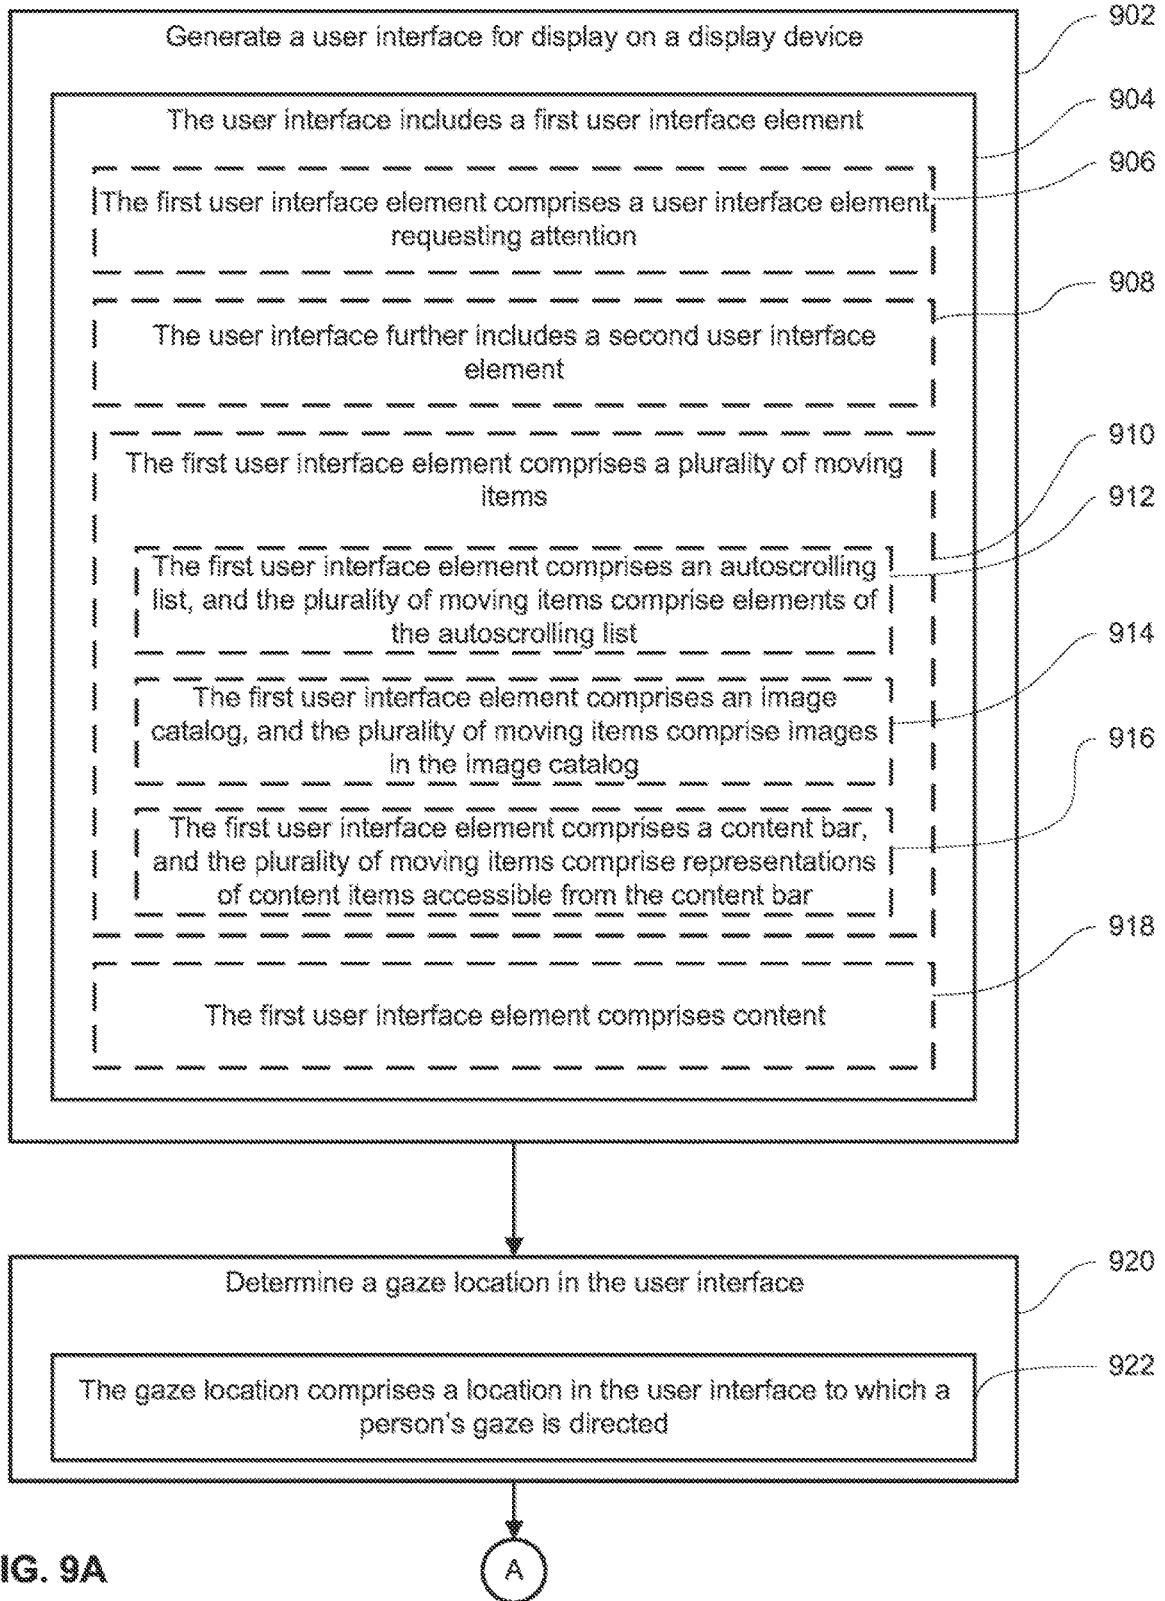 Generate a user interface for display on a display device
902
The user interface includes a first user interface element
904
The first user interface element comprises a user interface element
requesting attention
906
The user interface further includes a second user interface
element
908
The first user interface element comprises a plurality of moving
items
910
The first user interface element comprises an autoscrolling
list, and the plurality of moving items comprise elements of
the autoscrolling list
912
The first user interface element comprises an image
catalog, and the plurality of moving items comprise images
in the image catalog
914
The first user interface element comprises a content bar,
and the plurality of moving items comprise representations
of content items accessible from the content bar
916
The first user interface element comprises content
918
Determine a gaze location in the user interface
920
The gaze location comprises a location in the user interface to which a
person's gaze is directed
922
IG. 9A
A